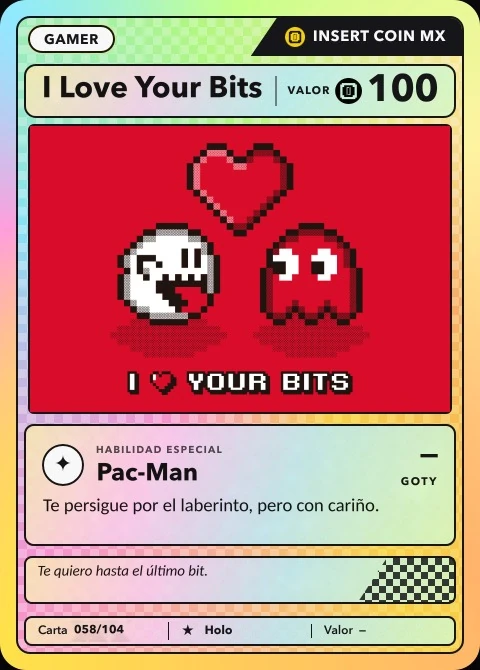 GAMER
INSERT COIN MX
I Love Your Bits
VALOR 100
I ❤ YOUR BITS
HABILIDAD ESPECIAL
Pac-Man
—
GOTY
Te persigue por el laberinto, pero con cariño.
Te quiero hasta el último bit.
Carta 058/104 ★ Holo Valor –